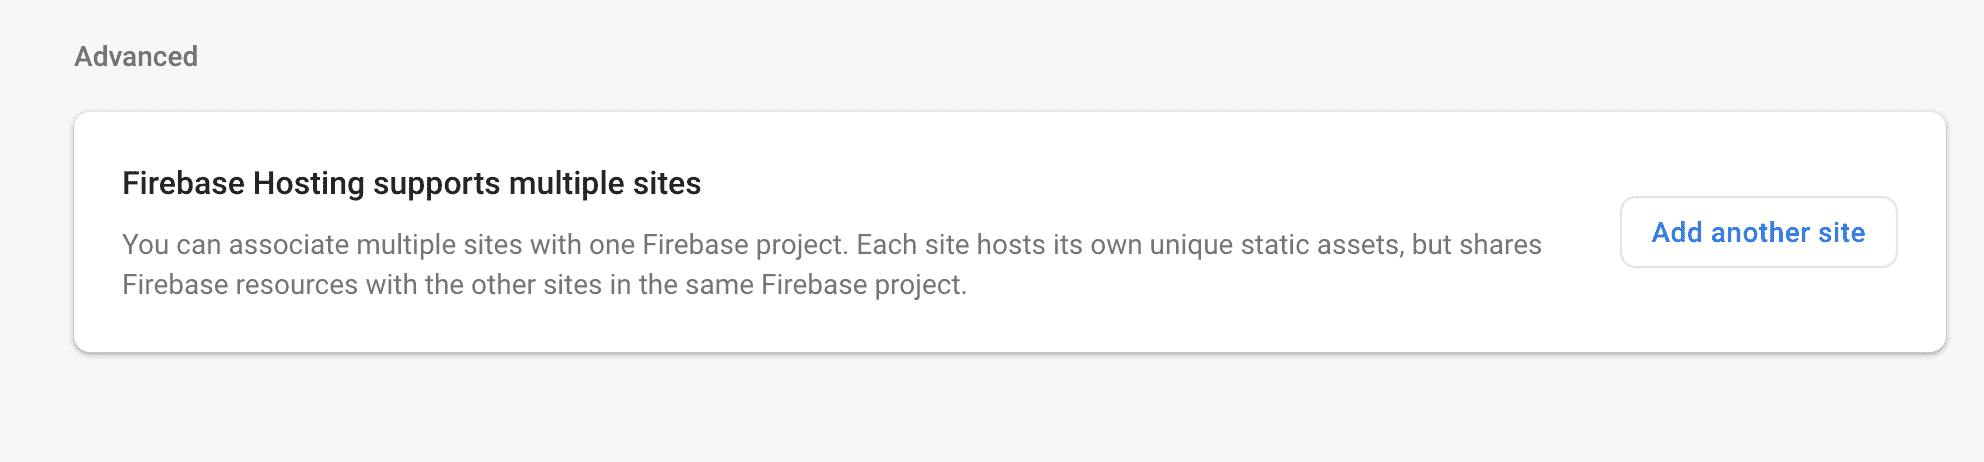 Advanced
Firebase Hosting supports multiple sites
You can associate multiple sites with one Firebase project. Each site hosts its own unique static assets, but shares
Firebase resources with the other sites in the same Firebase project.
Add another site